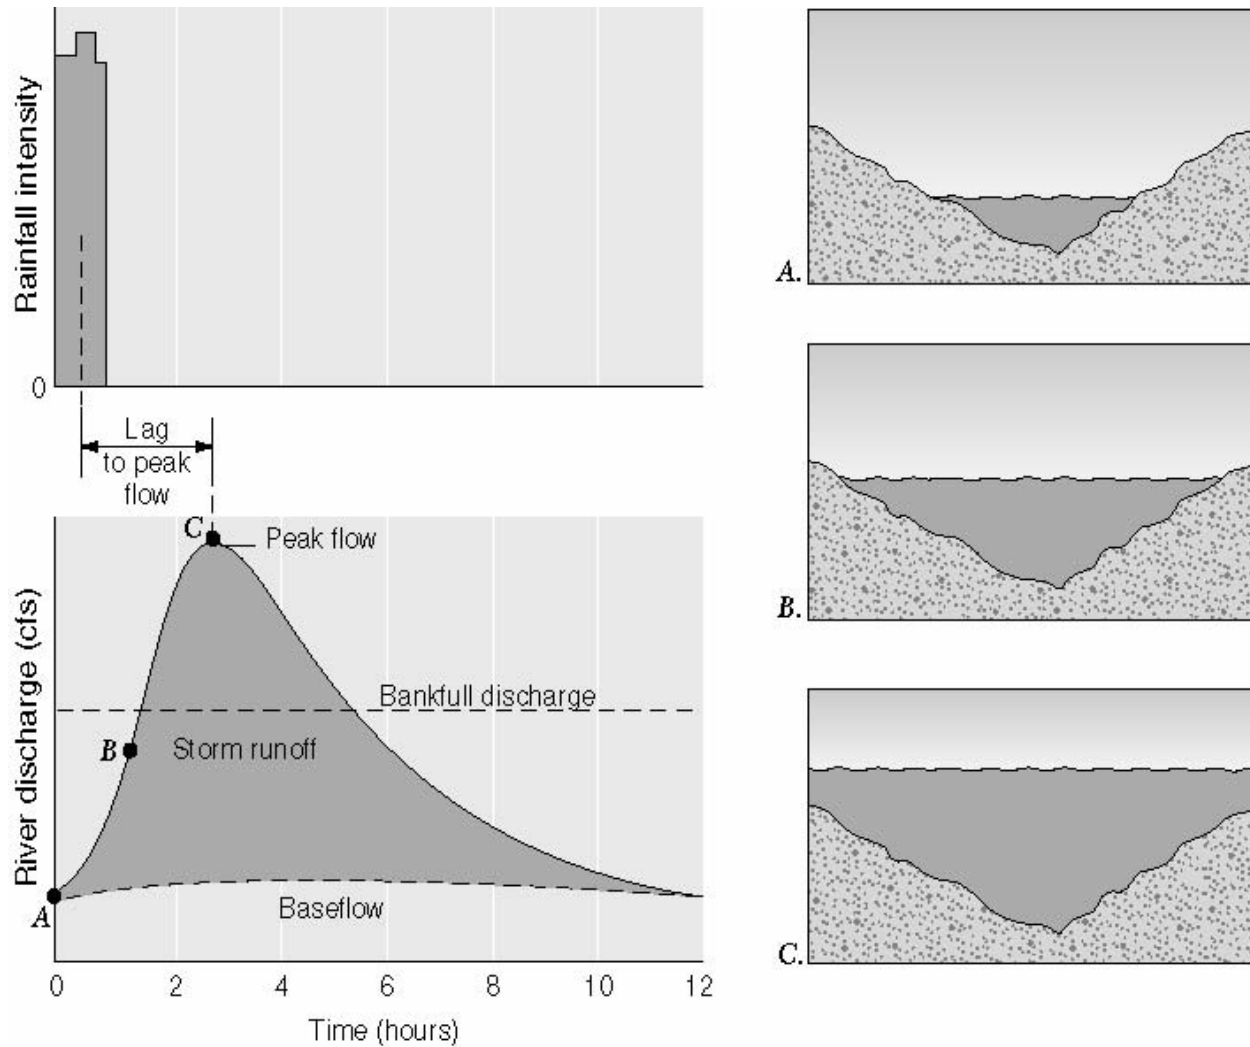 Rainfall intensity
0
Lag
to peak
flow
C
Peak flow
River discharge (cfs)
Bankfull discharge
B
Storm runoff
A
Baseflow
0 2 4 6 8 10 12
Time (hours)
A.
B.
C.